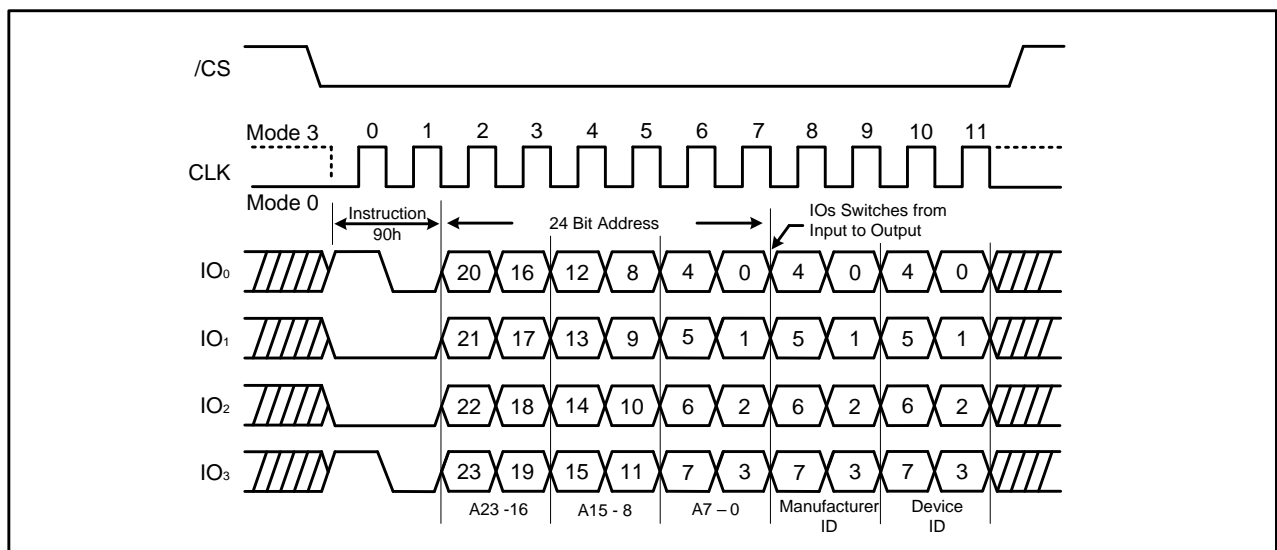 /CS
Mode 3 0 1 2 3 4 5 6 7 8 9 10 11
CLK
Mode 0
Instruction
90h
24 Bit Address
IOs Switches from
Input to Output
IO0 20 16 12 8 4 0 4 0 4 0
IO1 21 17 13 9 5 1 5 1 5 1
IO2 22 18 14 10 6 2 6 2 6 2
IO3 23 19 15 11 7 3 7 3 7 3
A23 -16 A15 - 8 A7 – 0 Manufacturer ID Device ID